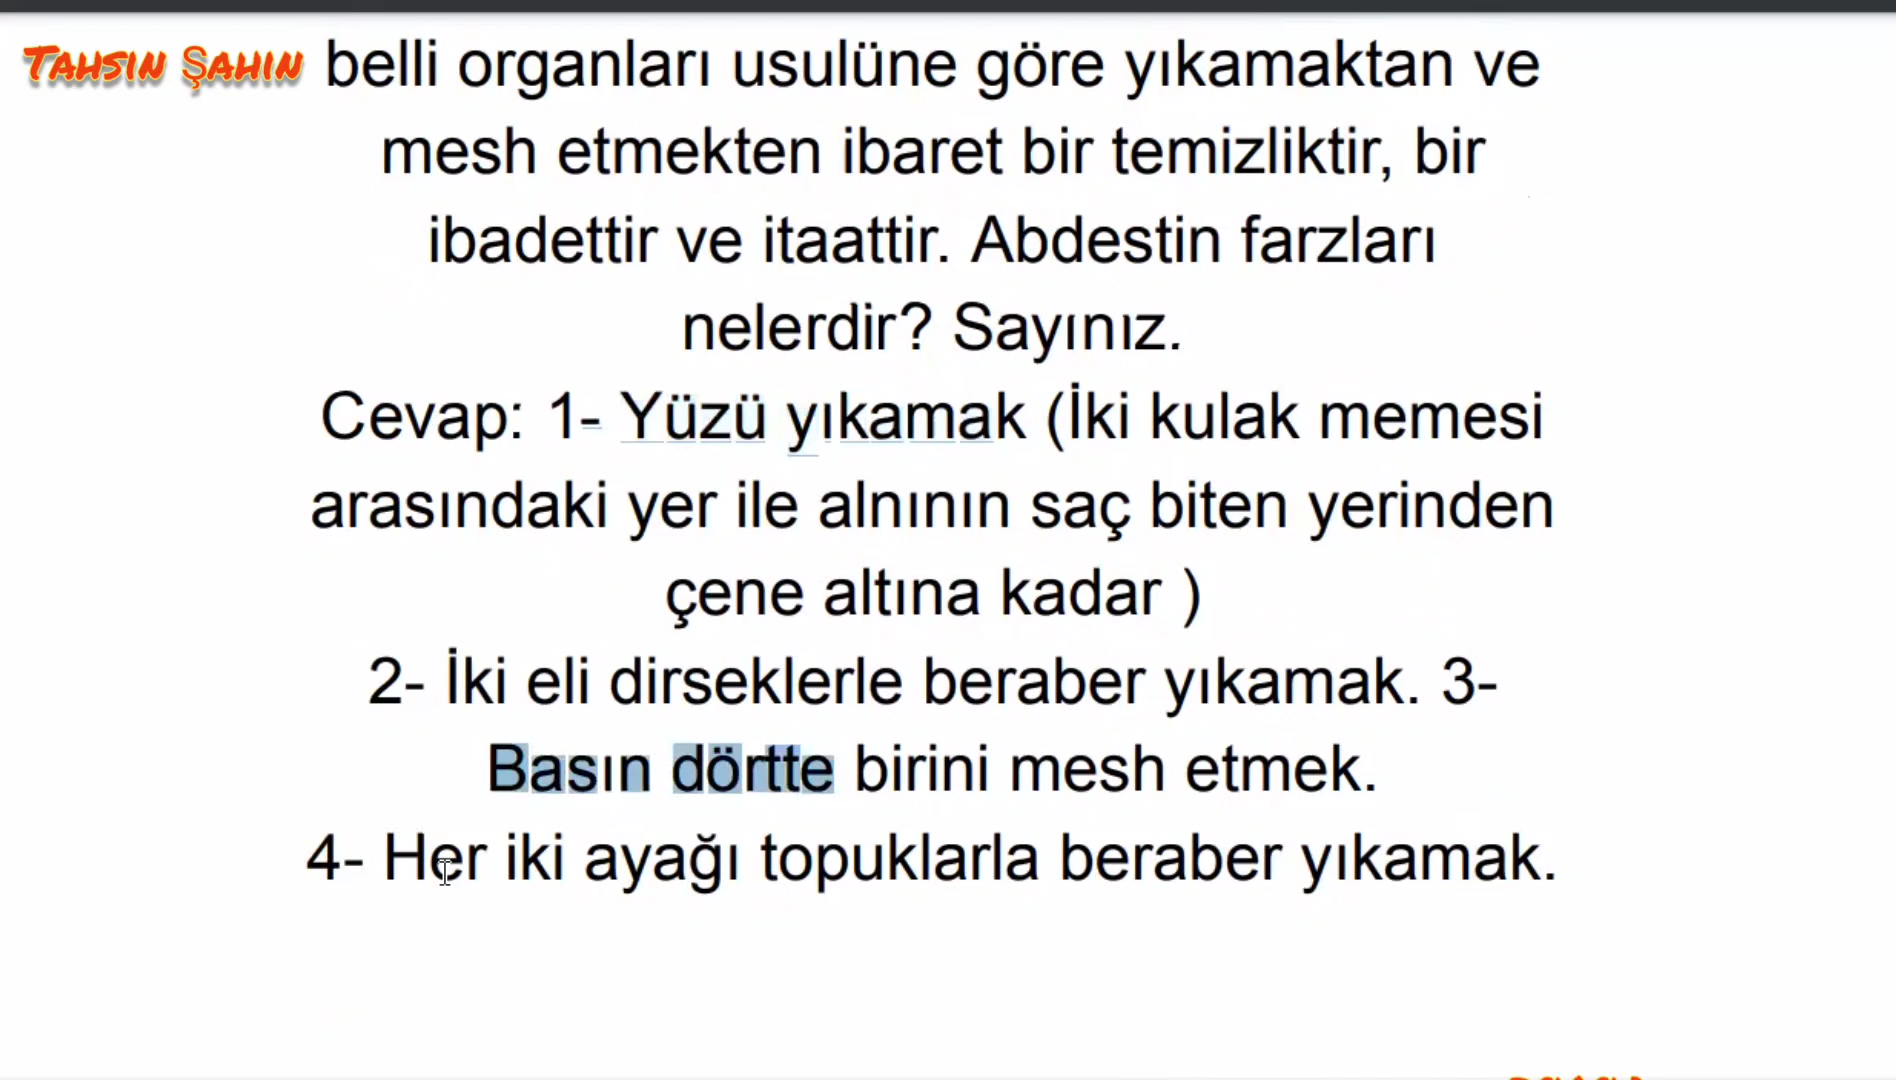 TAHSIN ŞAHIN
belli organları usulüne göre yıkamaktan ve
mesh etmekten ibaret bir temizliktir, bir
ibadettir ve itaattir. Abdestin farzları
nelerdir? Sayınız.
Cevap: 1- Yüzü yıkamak (İki kulak memesi
arasındaki yer ile alnının saç biten yerinden
çene altına kadar )
2- İki eli dirseklerle beraber yıkamak. 3-
Basın dörtte birini mesh etmek.
4- Her iki ayağı topuklarla beraber yıkamak.